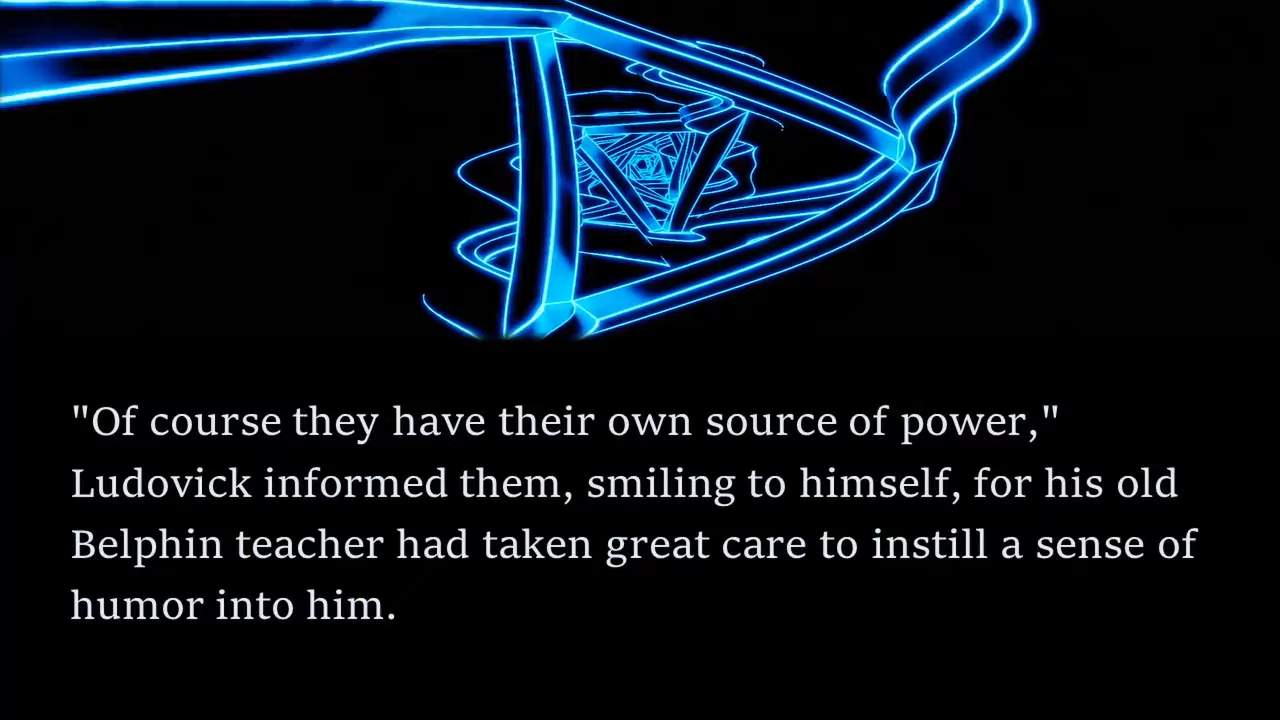 "Of course they have their own source of power,"
Ludovick informed them, smiling to himself, for his old
Belphin teacher had taken great care to instill a sense of
humor into him.